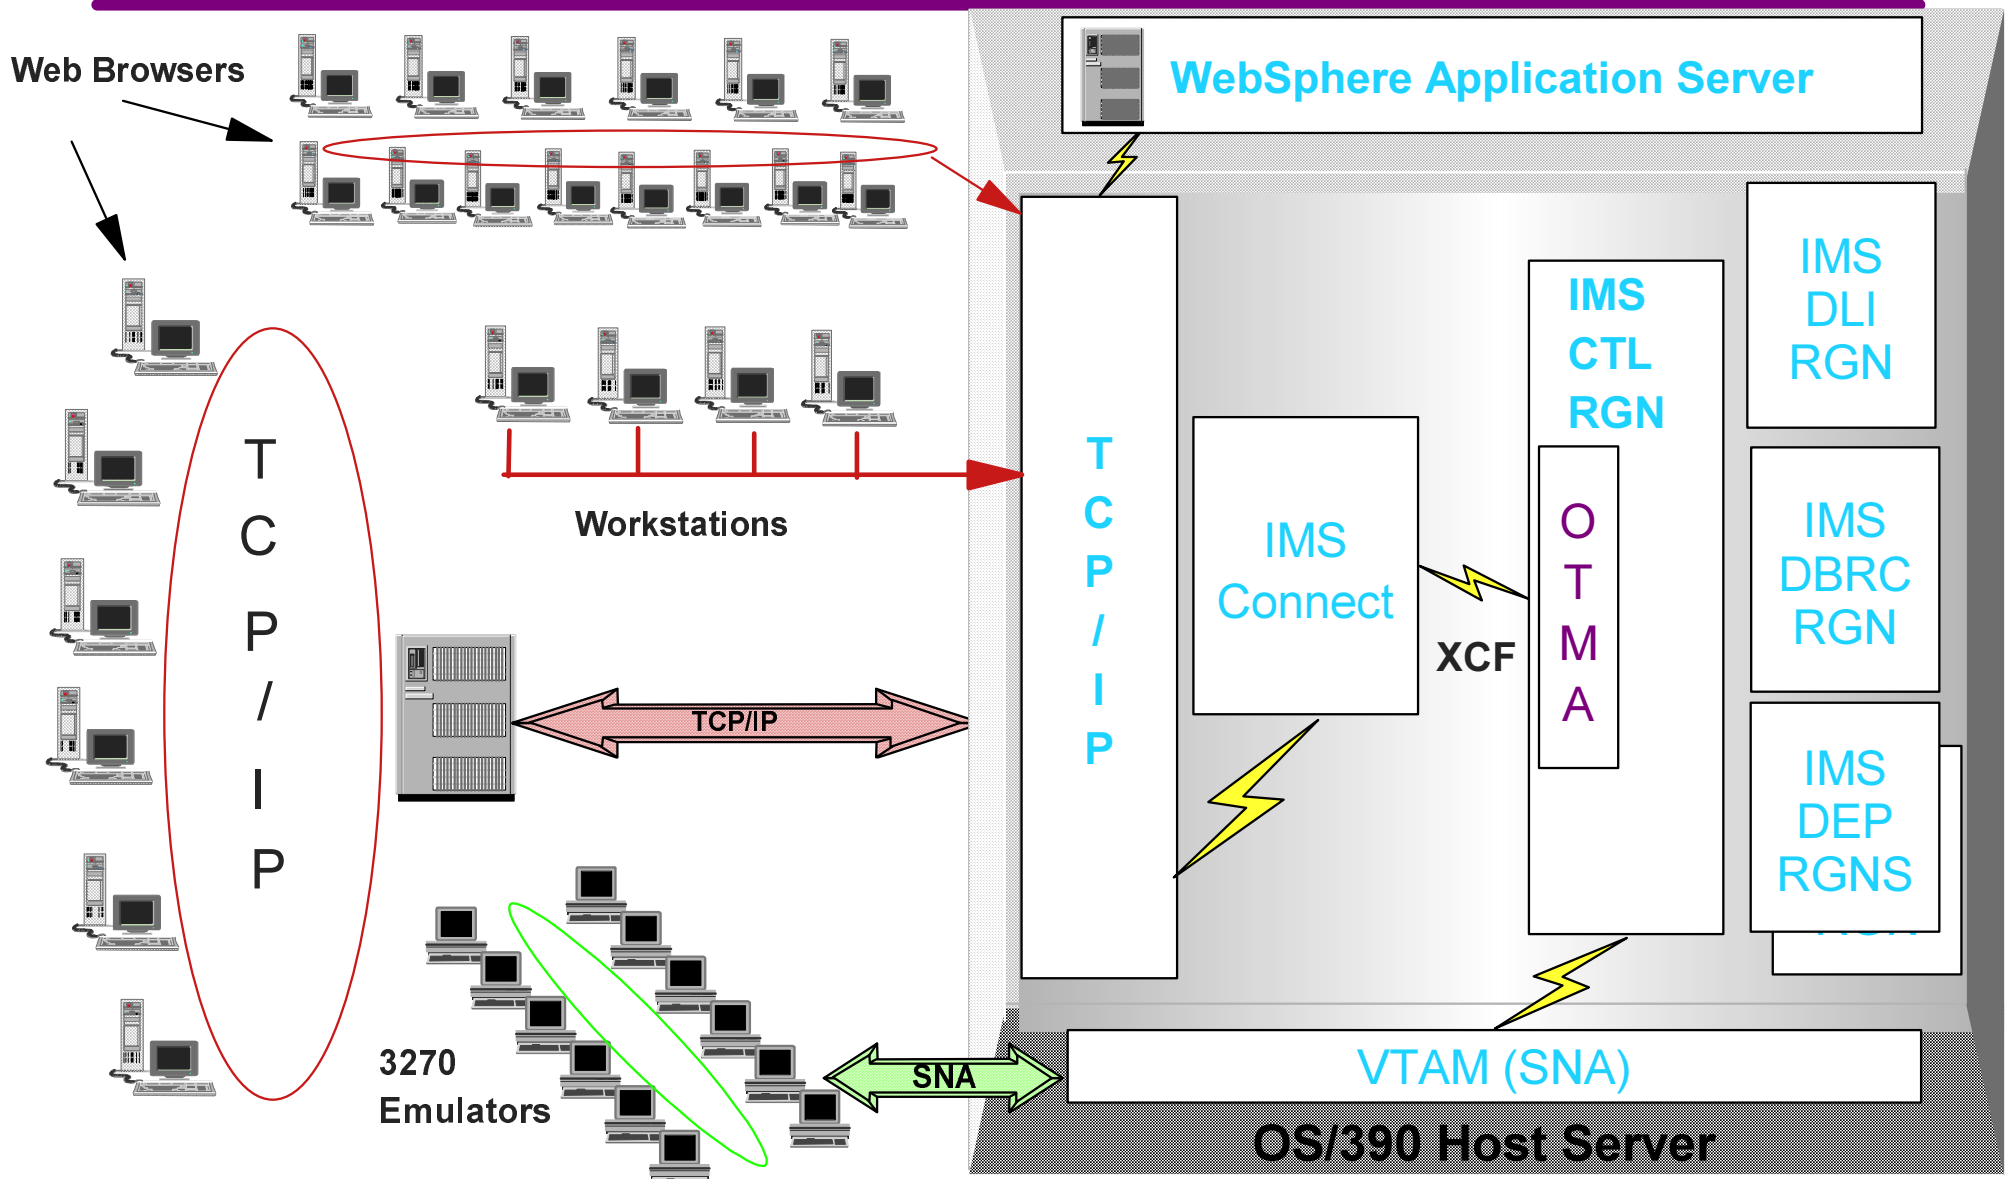 Web Browsers
WebSphere Application Server
T
C
P
/
I
P
Workstations
TCP/IP
3270
Emulators
SNA
T
C
P
/
I
P
IMS
Connect
XCF
IMS
CTL
RGN
O
T
M
A
IMS
DLI
RGN
IMS
DBRC
RGN
IMS
DEP
RGNS
VTAM (SNA)
OS/390 Host Server